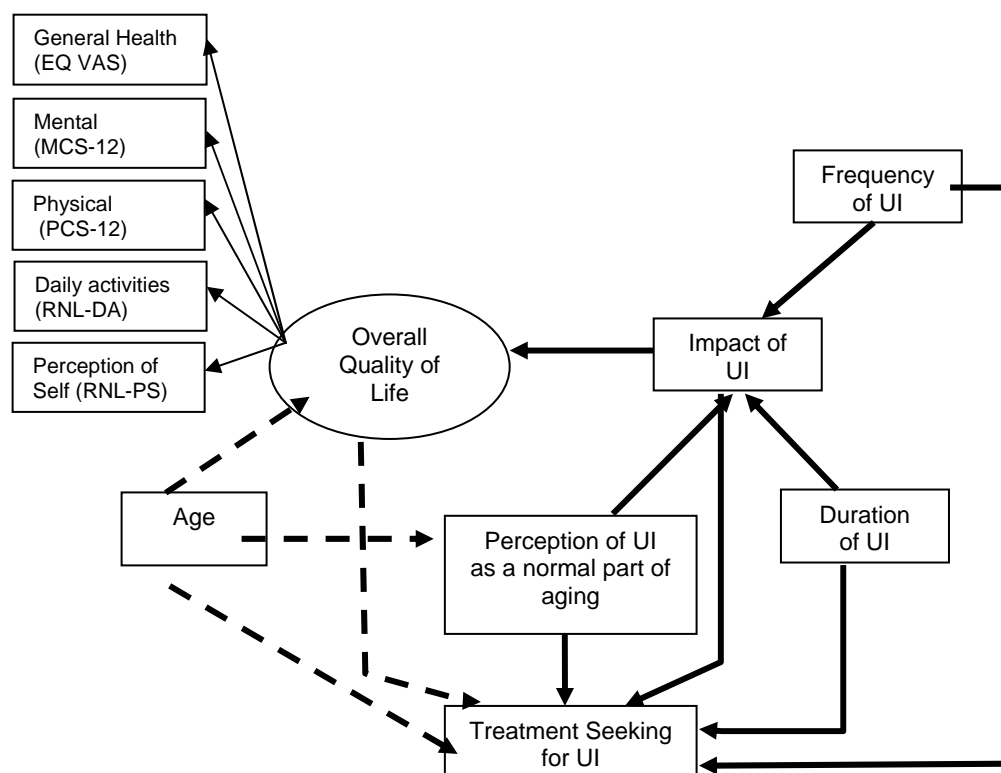 General Health
(EQ VAS)
Mental
(MCS-12)
Physical
(PCS-12)
Daily activities
(RNL-DA)
Perception of
Self (RNL-PS)
Overall
Quality of
Life
Frequency
of UI
Impact of
UI
Age
Perception of UI
as a normal part of
aging
Duration
of UI
Treatment Seeking
for UI